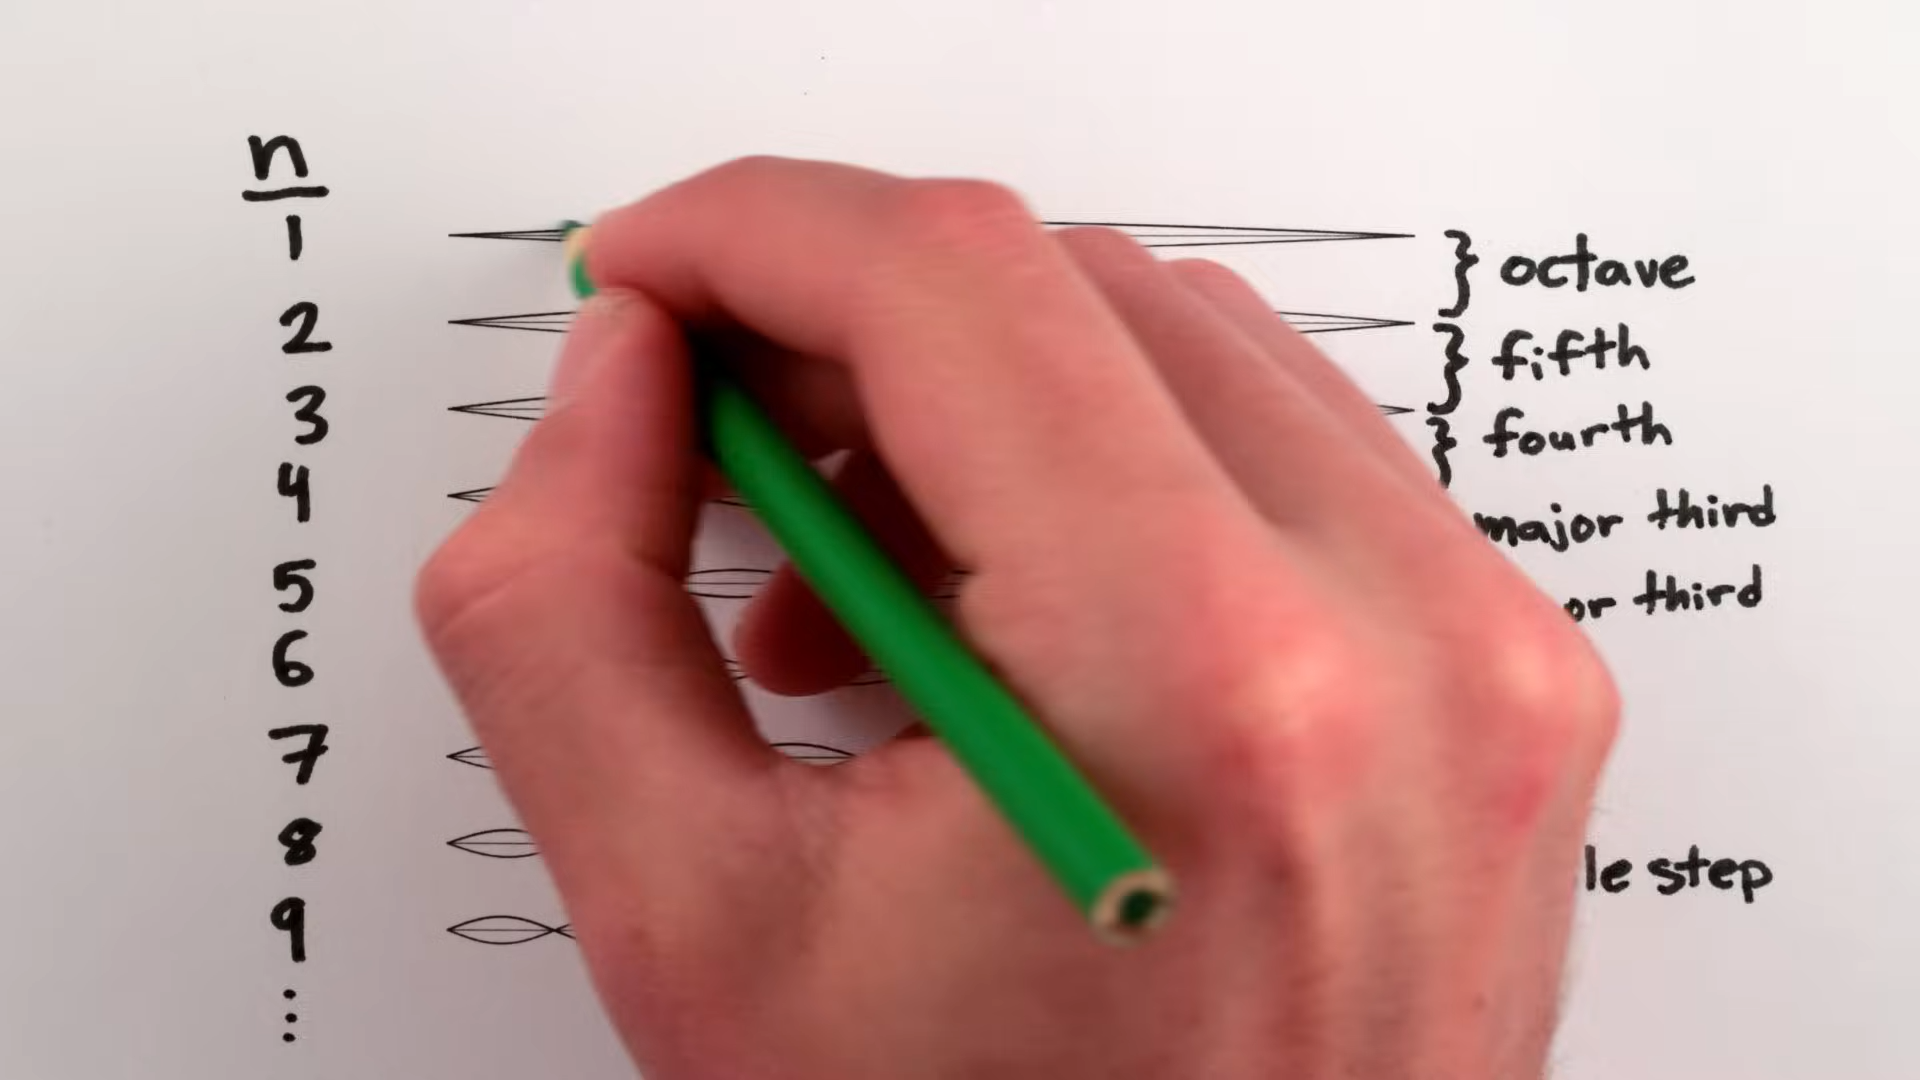 n
1
} octave
2
} fifth
3
} fourth
4
major third
5
third
6
7
8
step
9
⋮